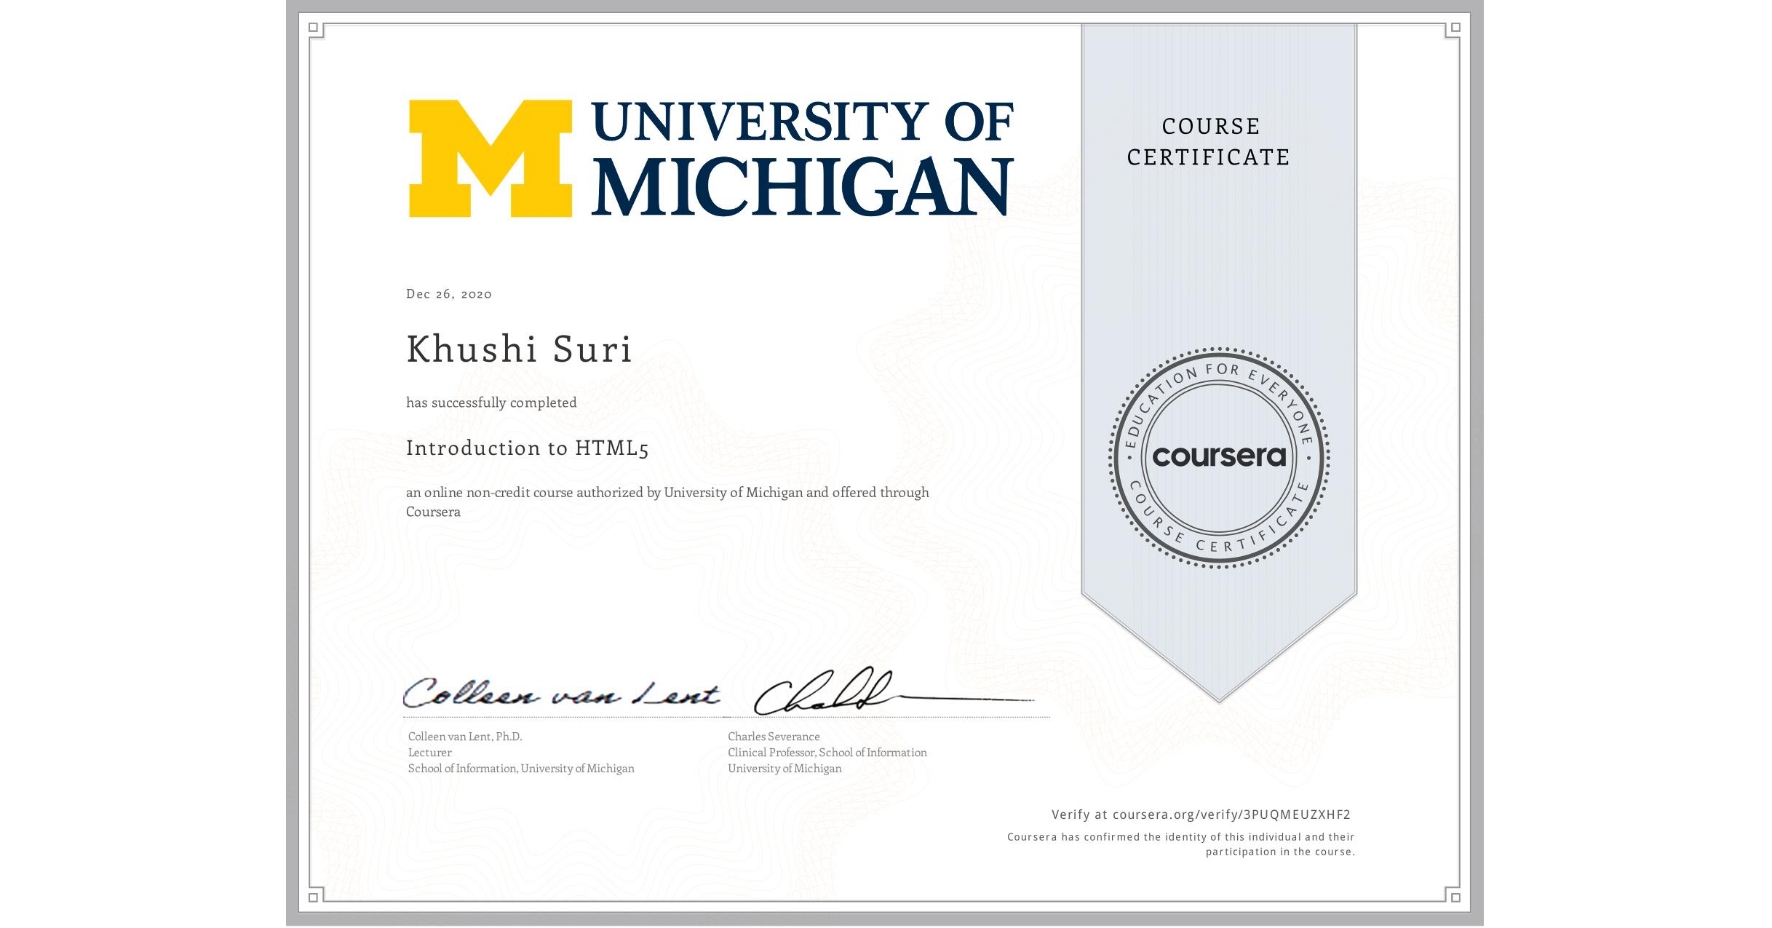 UNIVERSITY OF
MICHIGAN
COURSE
CERTIFICATE
Dec 26, 2020
Khushi Suri
has successfully completed
Introduction to HTML5
an online non-credit course authorized by University of Michigan and offered through
Coursera
EDUCATION FOR EVERYONE
coursera
COURSE CERTIFICATE
Colleen van Lent
Colleen van Lent, Ph.D.
Lecturer
School of Information, University of Michigan
Charles Severance
Clinical Professor, School of Information
University of Michigan
Verify at coursera.org/verify/3PUQMEUZXHF2
Coursera has confirmed the identity of this individual and their
participation in the course.